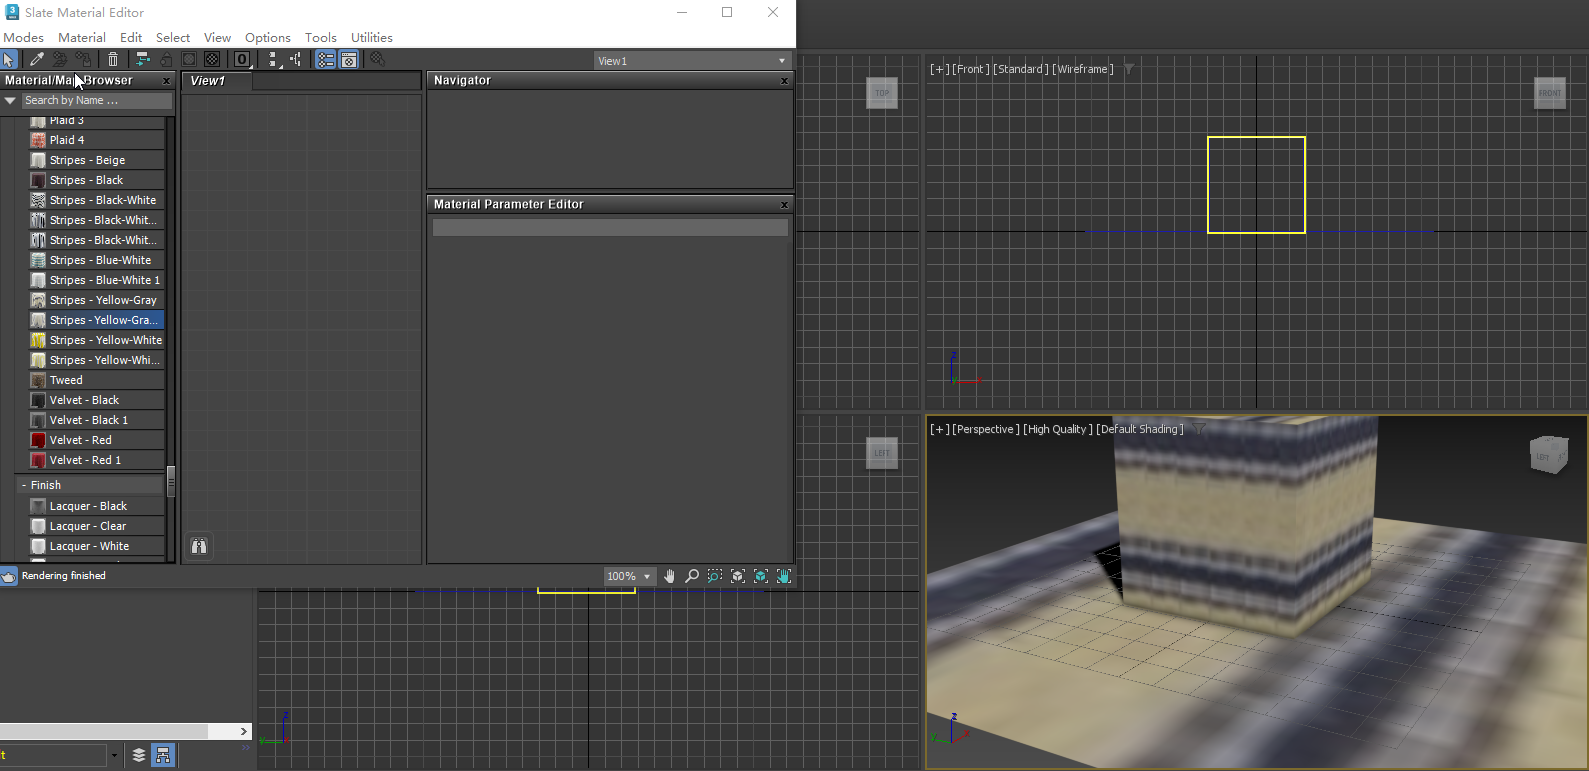 3 Slate Material Editor
Modes Material Edit Select View Options Tools Utilities
0 View1
Material/Map Browser x View1 Navigator x
Search by Name ...
Plaid 3
Plaid 4
Stripes - Beige
Stripes - Black
Stripes - Black-White
Stripes - Black-Whit...
Stripes - Black-Whit...
Stripes - Blue-White
Stripes - Blue-White 1
Stripes - Yellow-Gray
Stripes - Yellow-Gra...
Stripes - Yellow-White
Stripes - Yellow-Whi...
Tweed
Velvet - Black
Velvet - Black 1
Velvet - Red
Velvet - Red 1
- Finish
Lacquer - Black
Lacquer - Clear
Lacquer - White
Material Parameter Editor x
Rendering finished
100%
TOP
[+] [Front ] [Standard ] [Wireframe ]
FRONT
z
x
y
LEFT
[+] [Perspective ] [High Quality ] [Default Shading ]
LEFT
z
y
x
z
y
x
lt